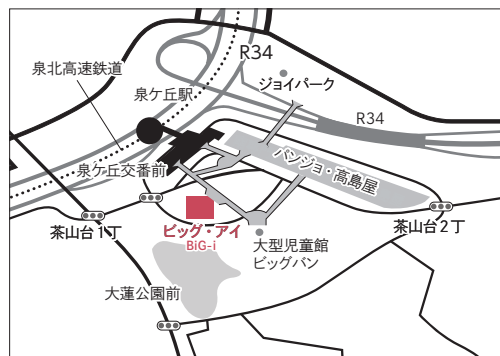 R34
泉北高速鉄道
泉ケ丘駅
ジョイパーク
R34
泉ケ丘交番前
パンジョ・高島屋
茶山台1丁
ビッグ・アイ
BiG-i
大型児童館
ビッグバン
茶山台2丁
大蓮公園前